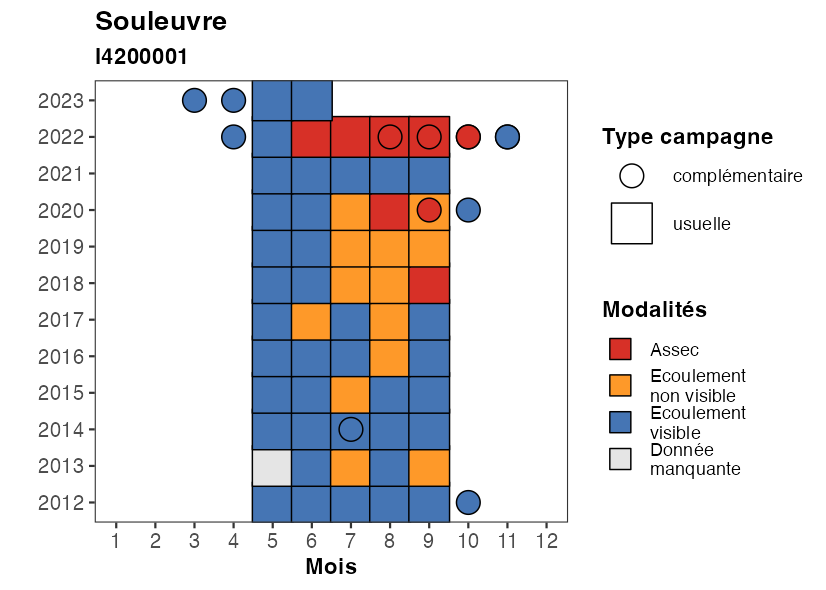 Souleuvre
I4200001
2023
2022
2021
2020
2019
2018
2017
2016
2015
2014
2013
2012
1 2 3 4 5 6 7 8 9 10 11 12
Mois
Type campagne
complémentaire
usuelle
Modalités
Assec
Ecoulement
non visible
Ecoulement
visible
Donnée
manquante